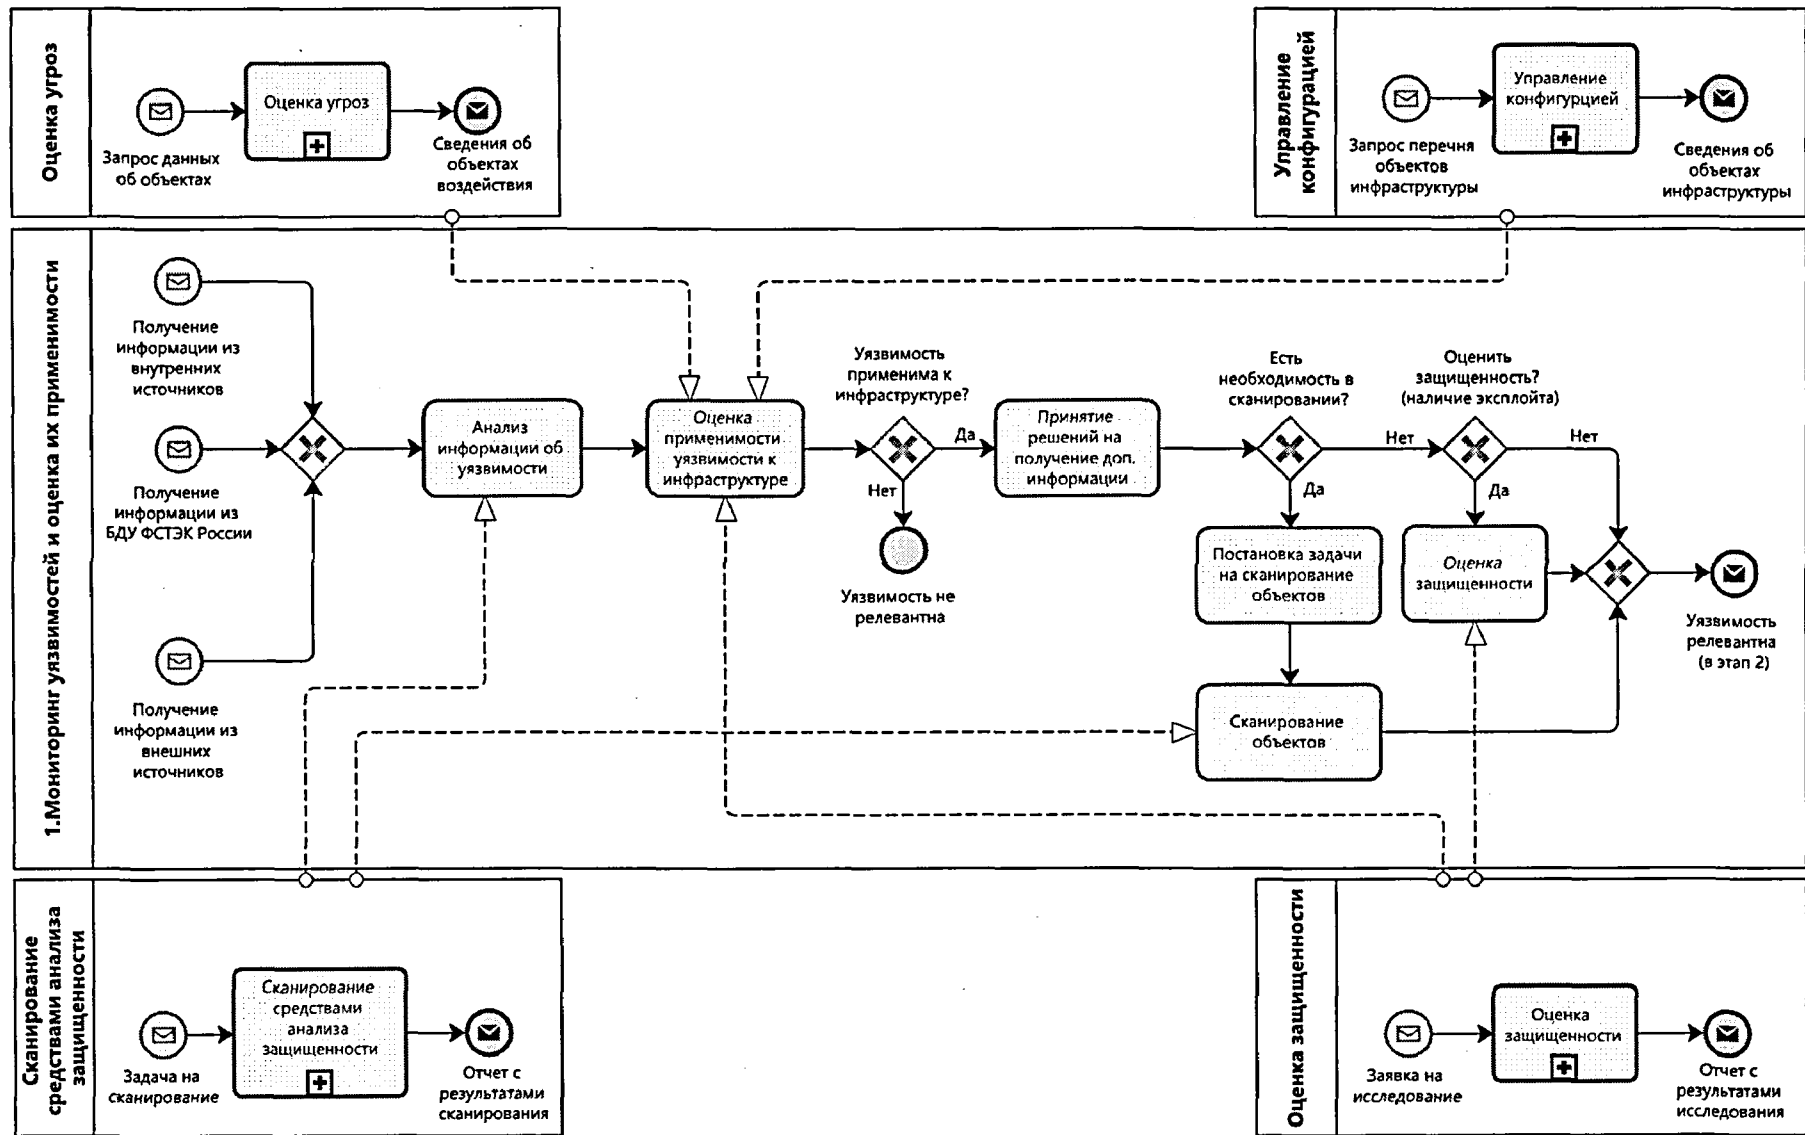 Оценка угроз
Запрос данных
об объектах
Оценка угроз
Сведения об
объектах
воздействия
Управление
конфигурацией
Запрос перечня
объектов
инфраструктуры
Управление
конфигурцией
Сведения об
объектах
инфраструктуры
1.Мониторинг уязвимостей и оценка их применимости
Получение
информации из
внутренних
источников
Получение
информации из
БДУ ФСТЭК России
Получение
информации из
внешних
источников
Анализ
информации об
уязвимости
Оценка
применимости
уязвимости к
инфраструктуре
Уязвимость
применима к
инфраструктуре?
Да
Нет
Уязвимость не
релевантна
Принятие
решений на
получение доп.
информации
Есть
необходимость в
сканировании?
Нет
Да
Постановка задачи
на сканирование
объектов
Сканирование
объектов
Оценить
защищенность?
(наличие эксплойта)
Нет
Да
Оценка
защищенности
Уязвимость
релевантна
(в этап 2)
Сканирование
средствами анализа
защищенности
Задача на
сканирование
Сканирование
средствами
анализа
защищенности
Отчет с
результатами
сканирования
Оценка защищенности
Заявка на
исследование
Оценка
защищенности
Отчет с
результатами
исследования